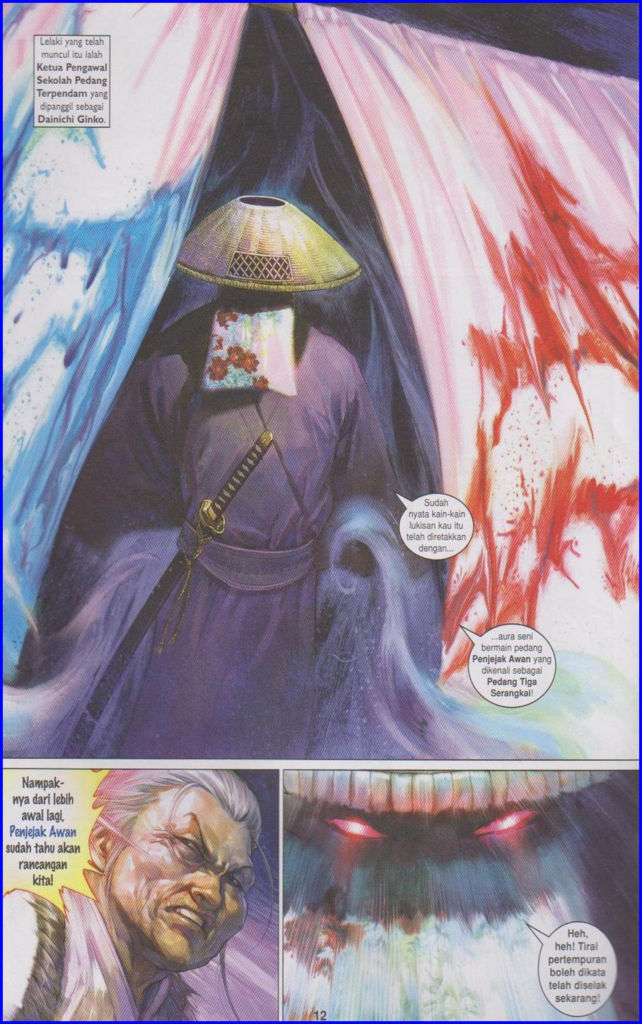 Lelaki yang telah
muncul itu ialah
Ketua Pengawal
Sekolah Pedang
Terpendam yang
dipanggil sebagai
Dainichi Ginko.
Sudah
nyata kain-kain
lukisan kau itu
telah diretakkan
dengan...
...aura seni
bermain pedang
Penjejak Awan yang
dikenali sebagai
Pedang Tiga
Serangkai!
Nampak-
nya dari lebih
awal lagi,
Penjejak Awan
sudah tahu akan
rancangan
kita!
Heh,
heh! Tirai
pertempuran
boleh dikata
telah diselak
sekarang!
12